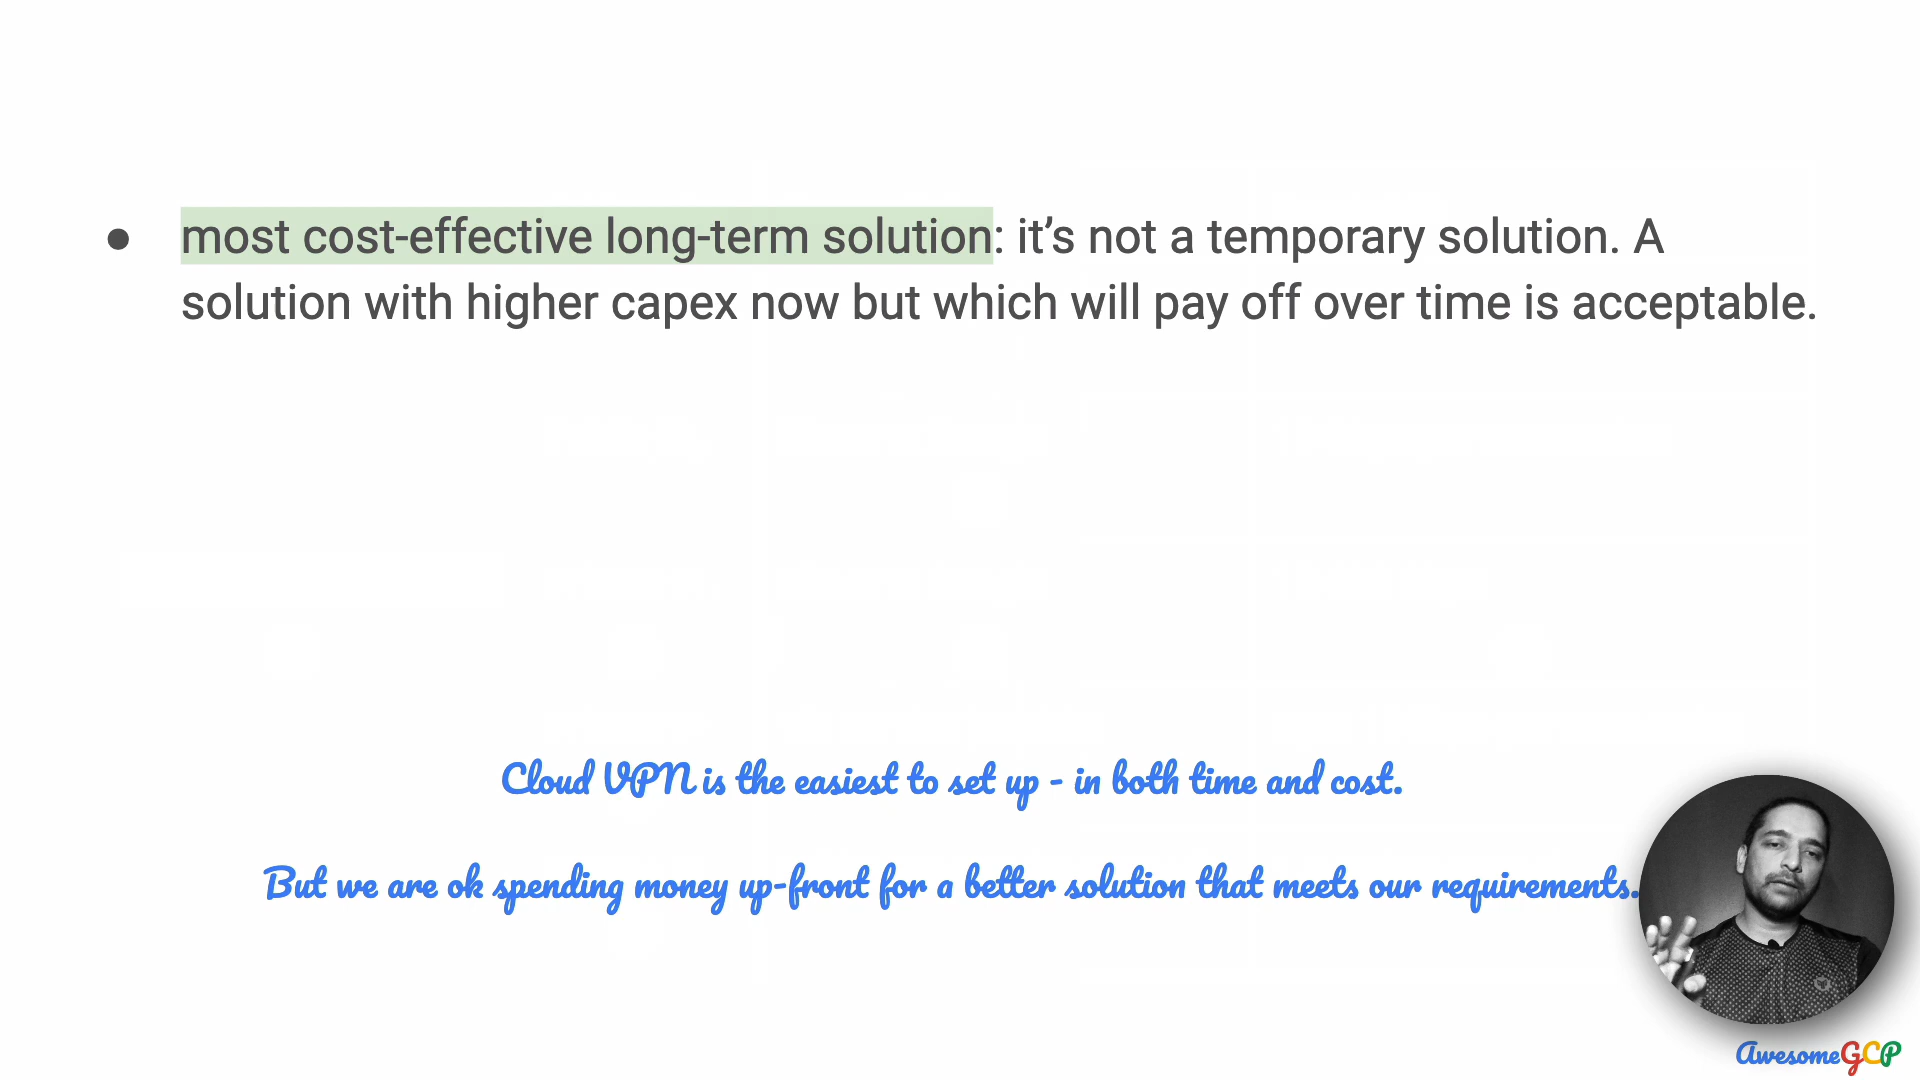 ● most cost-effective long-term solution: it’s not a temporary solution. A
solution with higher capex now but which will pay off over time is acceptable.
Cloud VPN is the easiest to set up - in both time and cost.
But we are ok spending money up-front for a better solution that meets our requirements.
AwesomeGCP